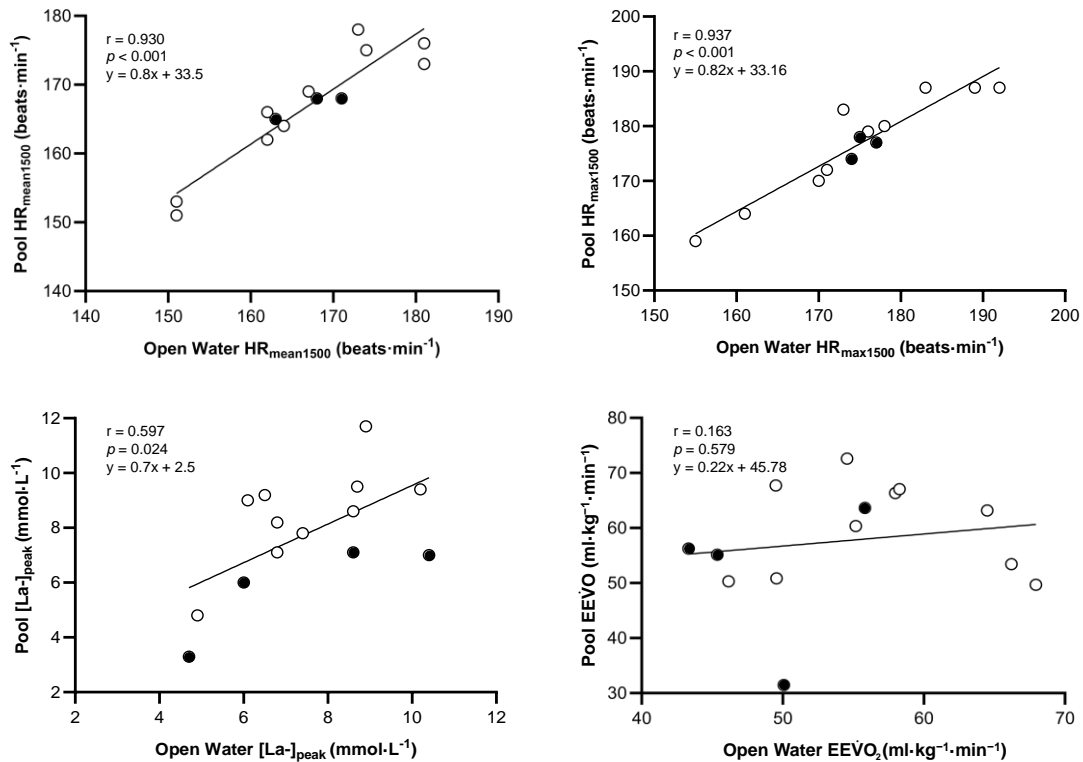 r = 0.930
p < 0.001
y = 0.8x + 33.5
Pool HRmean1500 (beats·min⁻¹)
180
170
160
150
140
140 150 160 170 180 190
Open Water HRmean1500 (beats·min⁻¹)
r = 0.937
p < 0.001
y = 0.82x + 33.16
Pool HRmax1500 (beats·min⁻¹)
200
190
180
170
160
150
150 160 170 180 190 200
Open Water HRmax1500 (beats·min⁻¹)
r = 0.597
p = 0.024
y = 0.7x + 2.5
Pool [La-]peak (mmol·L⁻¹)
12
10
8
6
4
2
2 4 6 8 10 12
Open Water [La-]peak (mmol·L⁻¹)
r = 0.163
p = 0.579
y = 0.22x + 45.78
Pool EEV̇O (ml·kg⁻¹·min⁻¹)
80
70
60
50
40
30
40 50 60 70
Open Water EEV̇O₂(ml·kg⁻¹·min⁻¹)